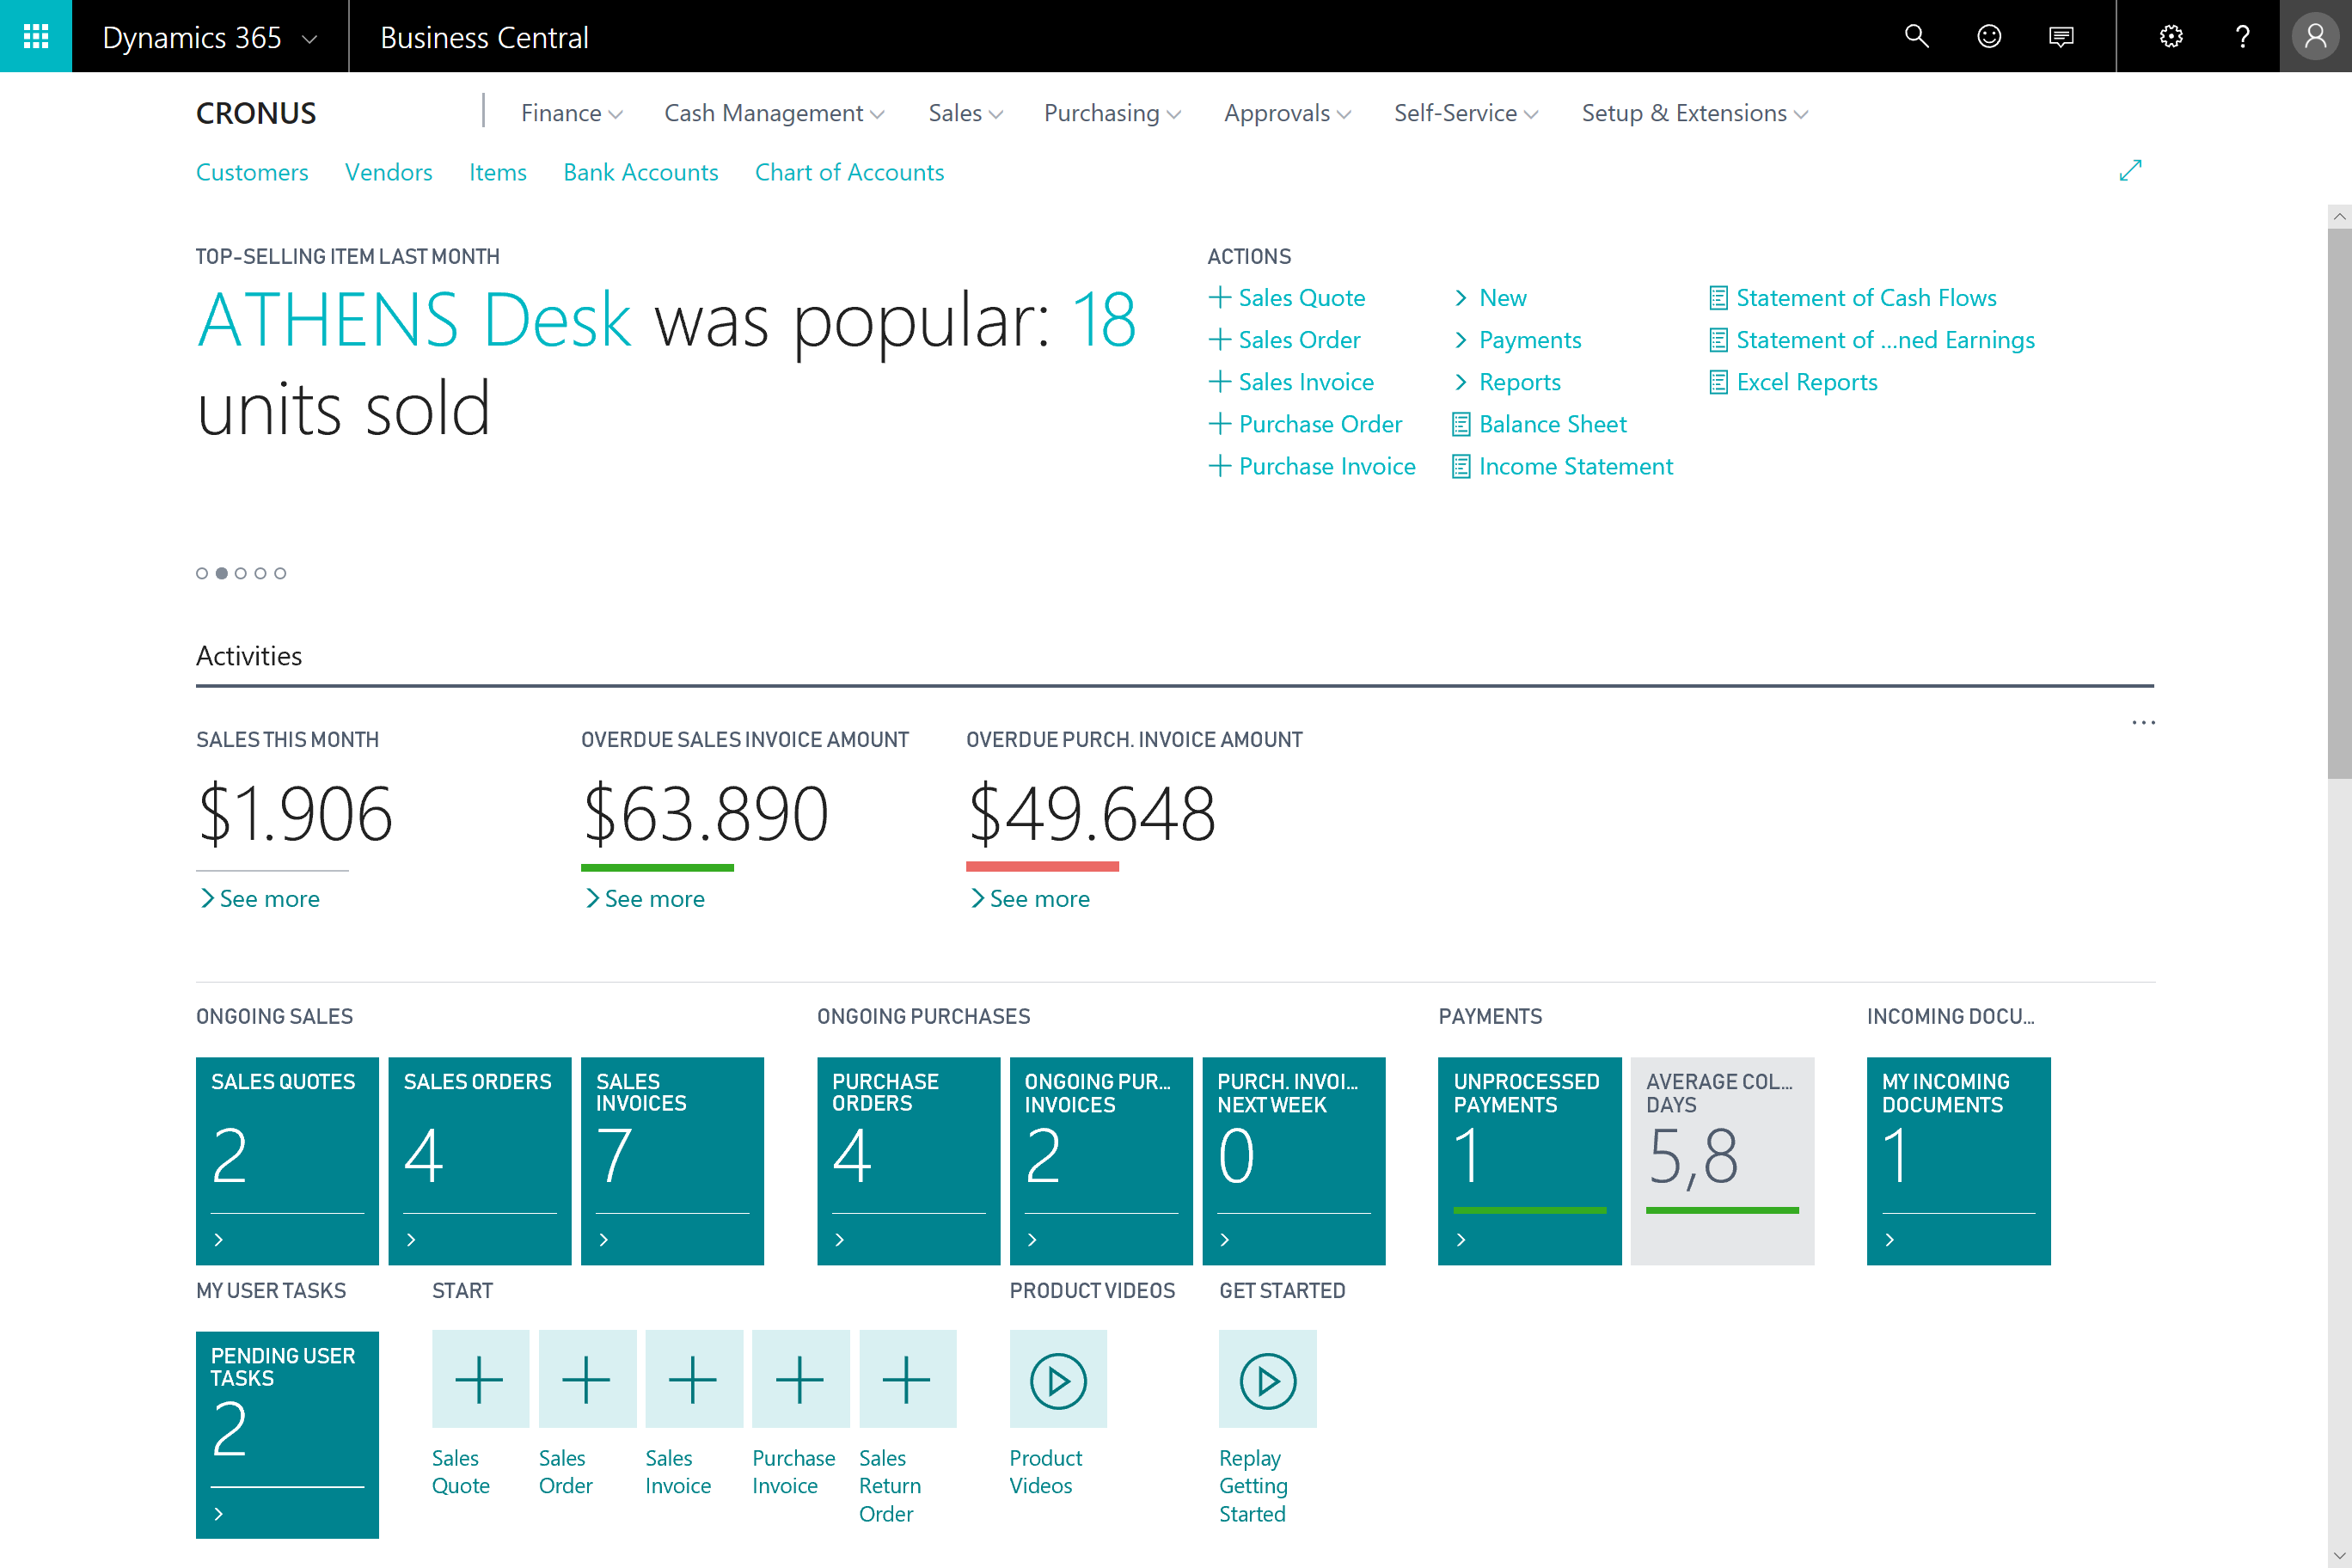 Dynamics 365
Business Central
?
CRONUS
Finance
Cash Management
Sales
Purchasing
Approvals
Self-Service
Setup & Extensions
Customers
Vendors
Items
Bank Accounts
Chart of Accounts
TOP-SELLING ITEM LAST MONTH
ATHENS Desk was popular: 18
units sold
ACTIONS
Sales Quote
Sales Order
Sales Invoice
Purchase Order
Purchase Invoice
New
Payments
Reports
Balance Sheet
Income Statement
Statement of Cash Flows
Statement of ...ned Earnings
Excel Reports
Activities
...
SALES THIS MONTH
$1.906
See more
OVERDUE SALES INVOICE AMOUNT
$63.890
See more
OVERDUE PURCH. INVOICE AMOUNT
$49.648
See more
ONGOING SALES
SALES QUOTES
2
SALES ORDERS
4
SALES
INVOICES
7
ONGOING PURCHASES
PURCHASE
ORDERS
4
ONGOING PUR...
INVOICES
2
PURCH. INVOI...
NEXT WEEK
0
PAYMENTS
UNPROCESSED
PAYMENTS
1
AVERAGE COL...
DAYS
5,8
INCOMING DOCU...
MY INCOMING
DOCUMENTS
1
MY USER TASKS
PENDING USER
TASKS
2
START
Sales
Quote
Sales
Order
Sales
Invoice
Purchase
Invoice
Sales
Return
Order
PRODUCT VIDEOS
Product
Videos
GET STARTED
Replay
Getting
Started